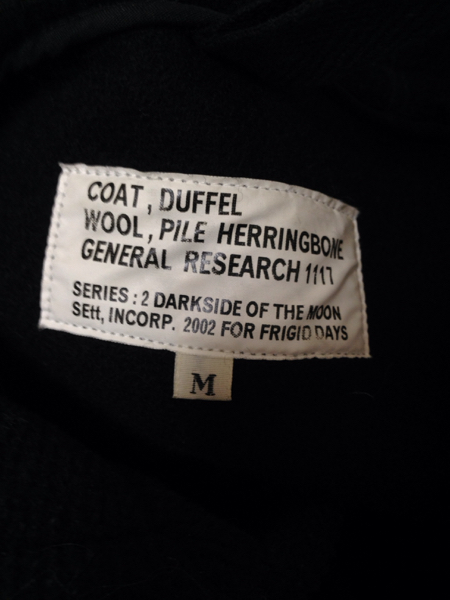 COAT, DUFFEL
WOOL, PILE HERRINGBONE
GENERAL RESEARCH 1117
SERIES : 2 DARKSIDE OF THE MOON
SEtt, INCORP. 2002 FOR FRIGID DAYS
M